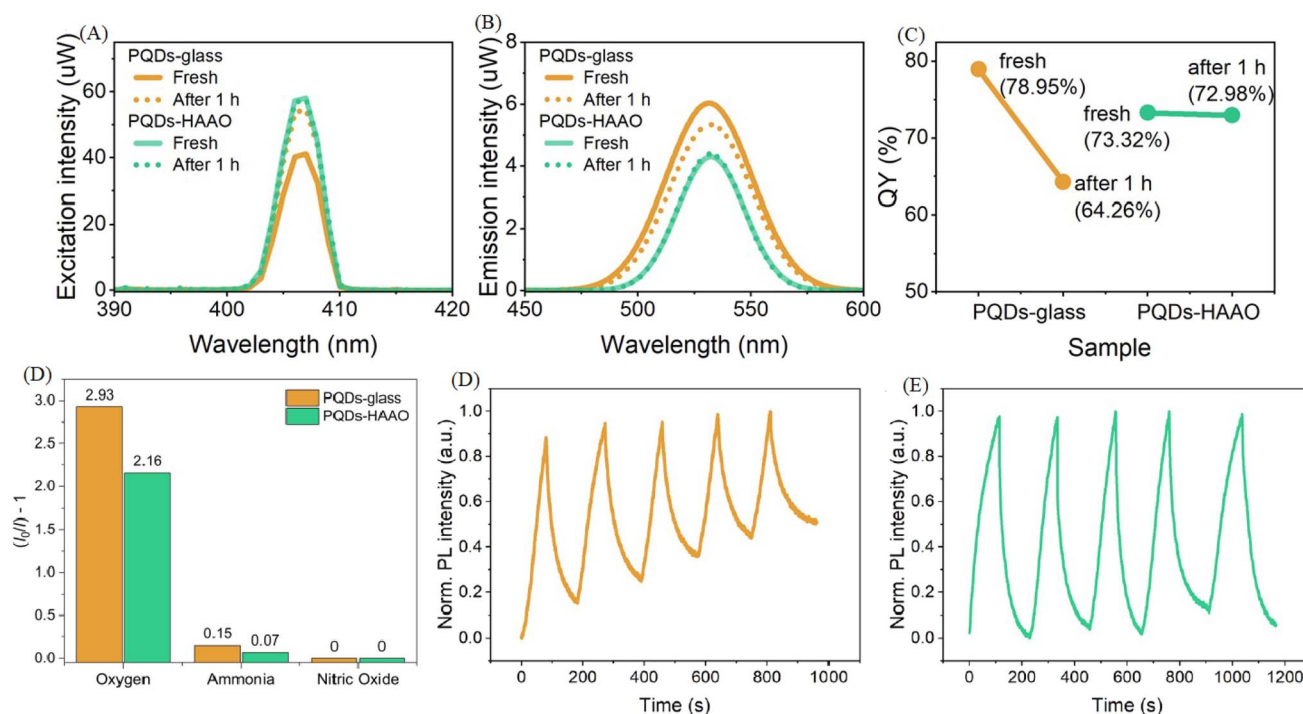 (A)
PQDs-glass
Fresh
After 1 h
PQDs-HAAO
Fresh
After 1 h
Excitation intensity (uW)
60
40
20
0
390
400
410
420
Wavelength (nm)
(B)
PQDs-glass
Fresh
After 1 h
PQDs-HAAO
Fresh
After 1 h
Emission intensity (uW)
8
6
4
2
0
450
500
550
600
Wavelength (nm)
(C)
fresh
(78.95%)
after 1 h
(72.98%)
fresh
(73.32%)
after 1 h
(64.26%)
QY (%)
80
70
60
50
PQDs-glass
PQDs-HAAO
Sample
(D)
PQDs-glass
PQDs-HAAO
(I₀/I) - 1
3.0
2.5
2.0
1.5
1.0
0.5
0.0
2.93
2.16
0.15
0.07
0
0
Oxygen
Ammonia
Nitric Oxide
(D)
Norm. PL intensity (a.u.)
1.0
0.8
0.6
0.4
0.2
0.0
0
200
400
600
800
1000
Time (s)
(E)
Norm. PL intensity (a.u.)
1.0
0.8
0.6
0.4
0.2
0.0
0
200
400
600
800
1000
1200
Time (s)